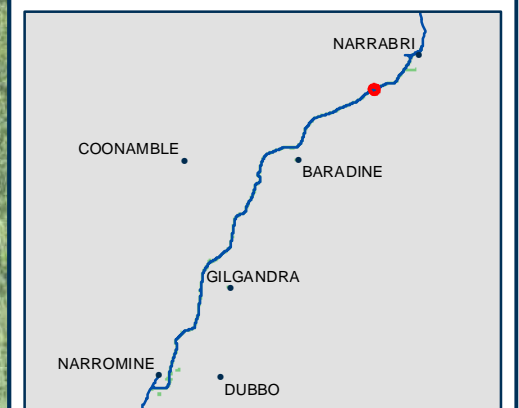 NARRABRI
COONAMBLE
BARADINE
GILGANDRA
NARROMINE
DUBBO